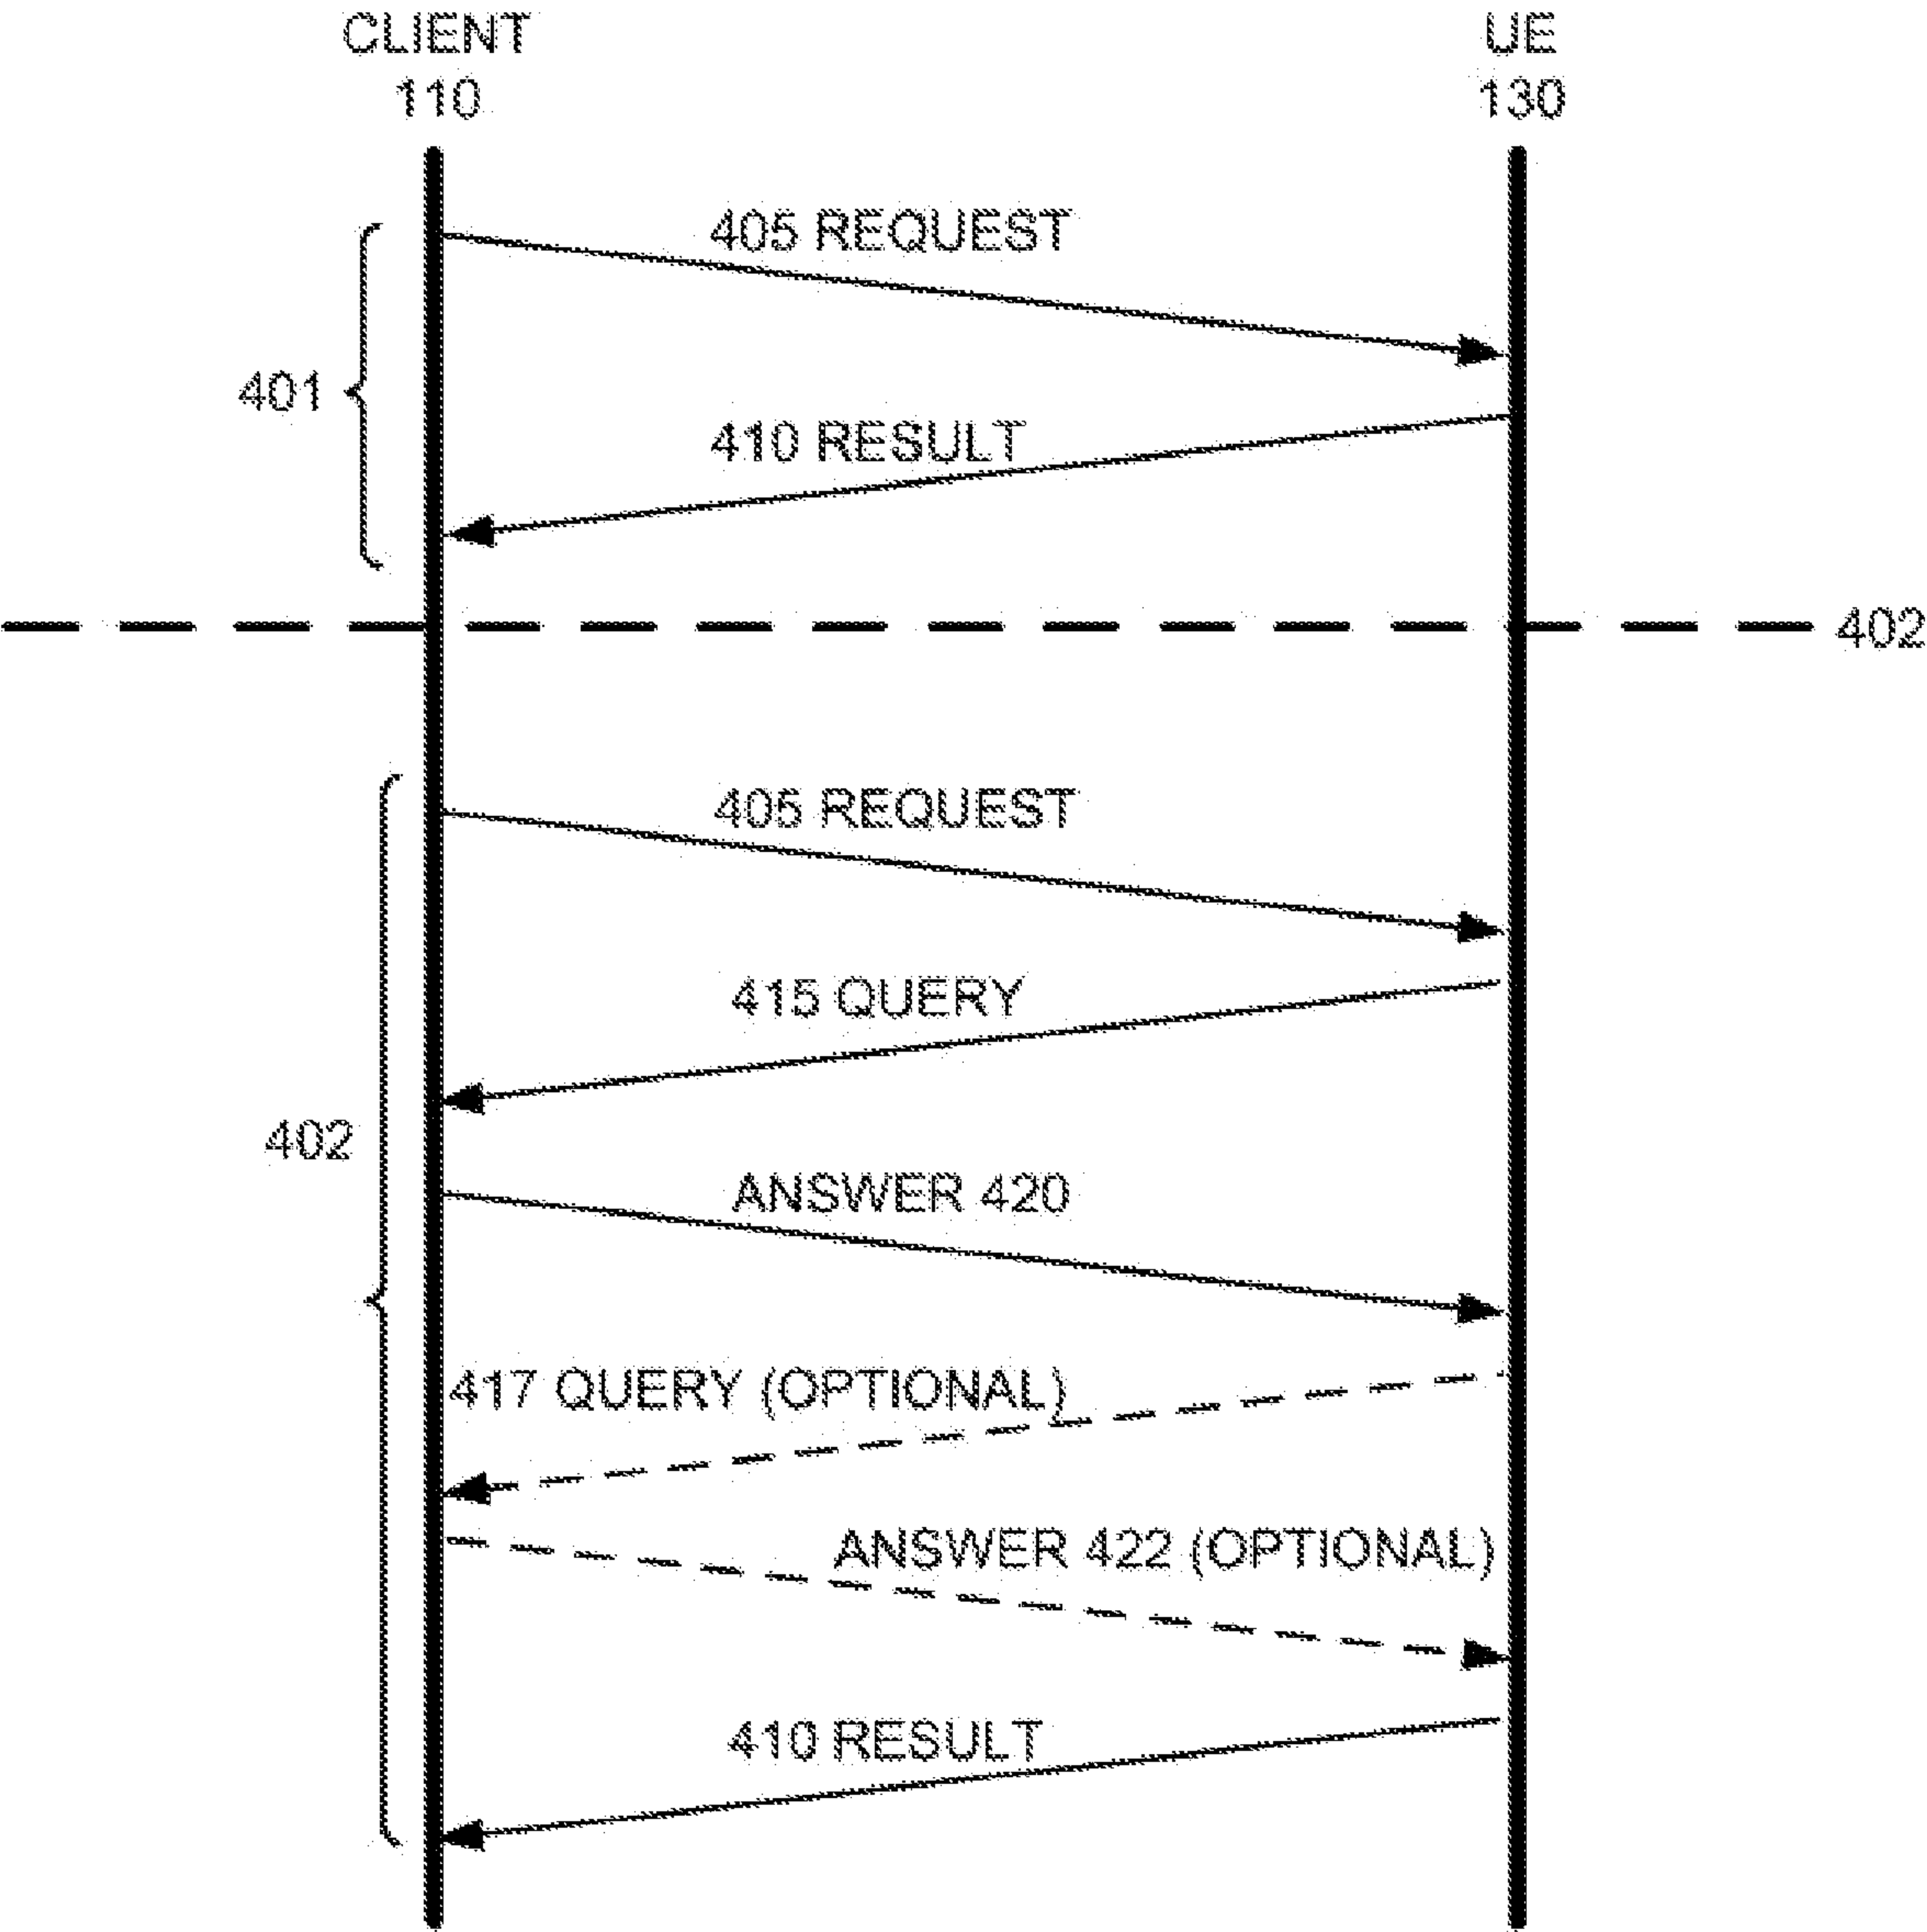 CLIENT
110
UE
130
405 REQUEST
401
410 RESULT
402
405 REQUEST
415 QUERY
402
ANSWER 420
417 QUERY (OPTIONAL)
ANSWER 422 (OPTIONAL)
410 RESULT